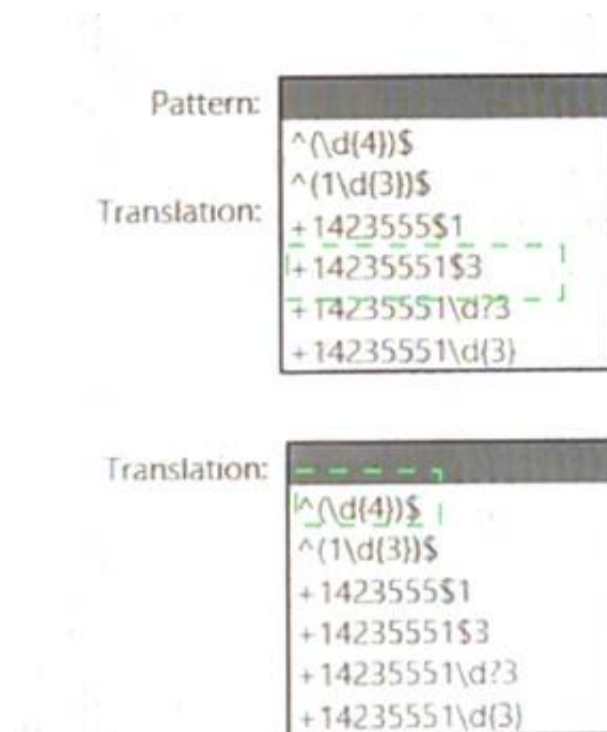 Pattern:
^(\d{4})$
^(1\d{3})$
Translation:
+1423555$1
+14235551$3
+14235551\d?3
+14235551\d{3}
Translation:
^(\d{4})$
^(1\d{3})$
+1423555$1
+14235551$3
+14235551\d?3
+14235551\d{3}